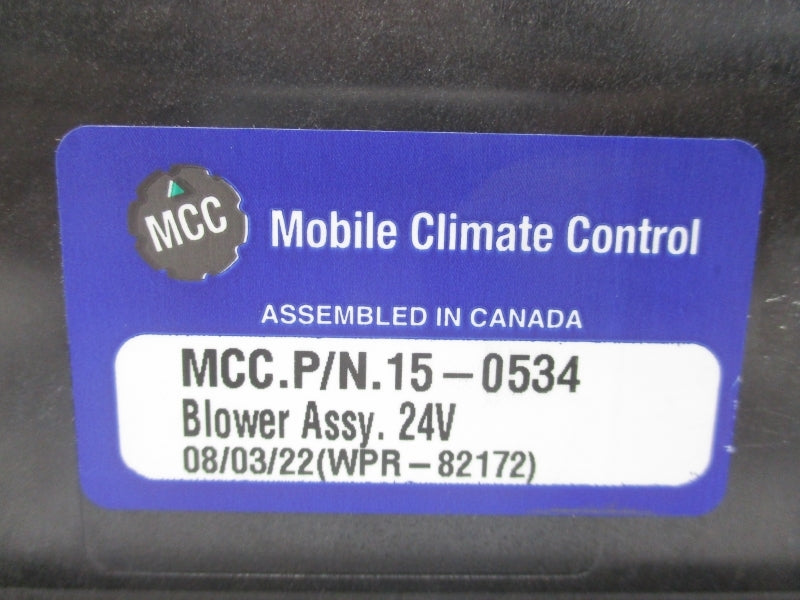 MCC
Mobile Climate Control
ASSEMBLED IN CANADA
MCC.P/N.15-0534
Blower Assy. 24V
08/03/22(WPR-82172)